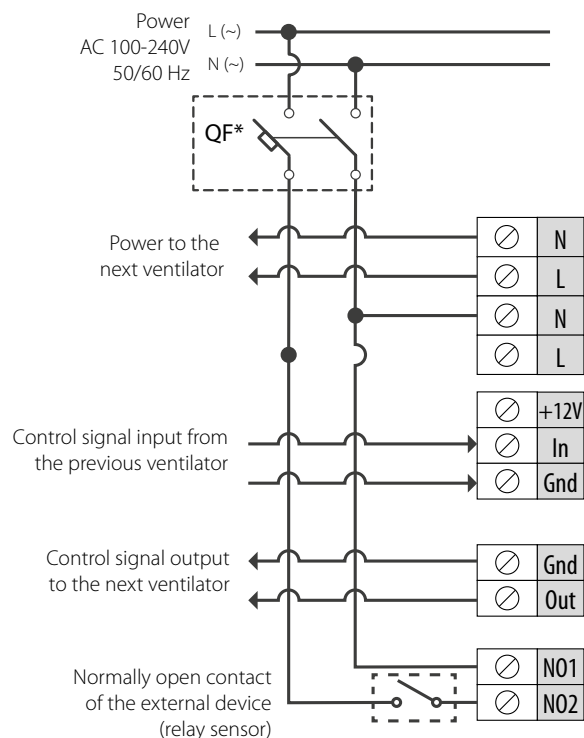 Power
AC 100-240V
50/60 Hz
L (~)
N (~)
QF*
Power to the
next ventilator
N
L
N
L
+12V
Control signal input from
the previous ventilator
In
Gnd
Control signal output
to the next ventilator
Gnd
Out
Normally open contact
of the external device
(relay sensor)
NO1
NO2